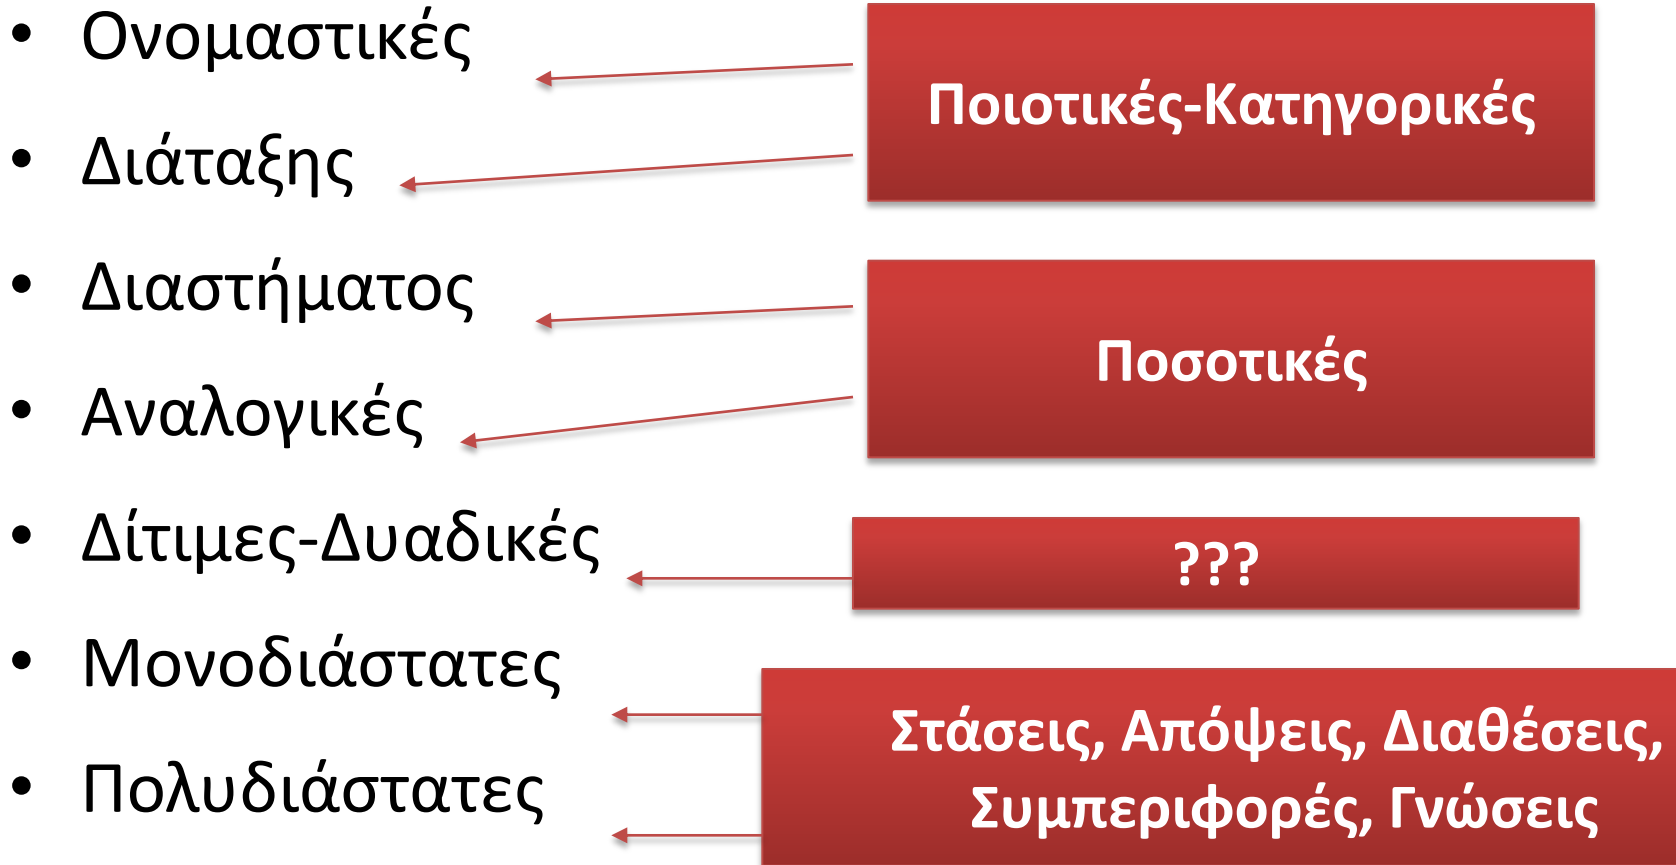 • Ονομαστικές
• Διάταξης
• Διαστήματος
• Αναλογικές
• Δίτιμες-Δυαδικές
• Μονοδιάστατες
• Πολυδιάστατες
Ποιοτικές-Κατηγορικές
Ποσοτικές
???
Στάσεις, Απόψεις, Διαθέσεις,
Συμπεριφορές, Γνώσεις